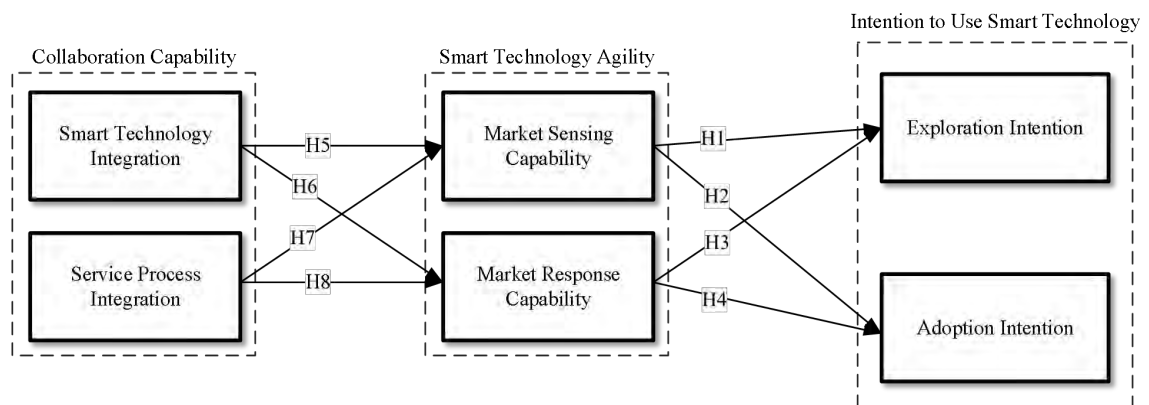 Intention to Use Smart Technology
Collaboration Capability
Smart Technology Agility
Smart Technology
Integration
Service Process
Integration
H5
H6
H7
H8
Market Sensing
Capability
Market Response
Capability
H1
H2
H3
H4
Exploration Intention
Adoption Intention